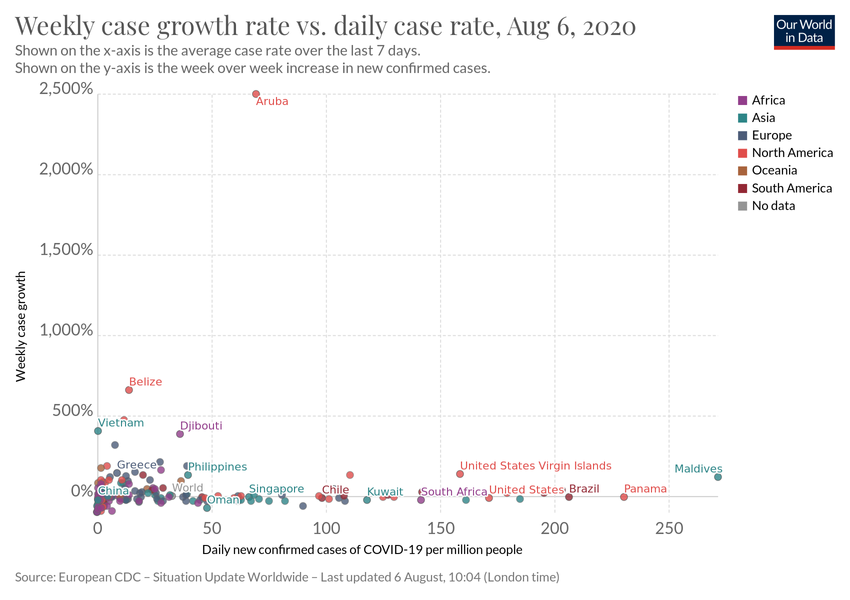 Weekly case growth rate vs. daily case rate, Aug 6, 2020
Our World
in Data
Shown on the x-axis is the average case rate over the last 7 days.
Shown on the y-axis is the week over week increase in new confirmed cases.
2,500%
Aruba
Africa
Asia
Europe
North America
Oceania
South America
No data
2,000%
1,500%
1,000%
Weekly case growth
Belize
500%
Vietnam
Djibouti
Greece
Philippines
United States Virgin Islands
Maldives
0%
China
World
Oman
Singapore
Chile
Kuwait
South Africa
United States
Brazil
Panama
0
50
100
150
200
250
Daily new confirmed cases of COVID-19 per million people
Source: European CDC – Situation Update Worldwide – Last updated 6 August, 10:04 (London time)